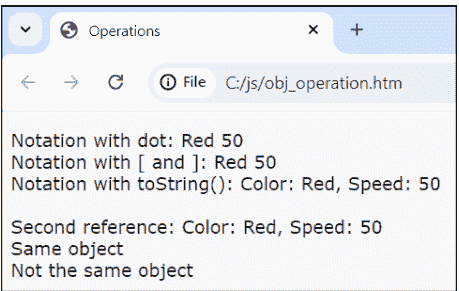 Operations
File C:/js/obj_operation.htm
Notation with dot: Red 50
Notation with [ and ]: Red 50
Notation with toString(): Color: Red, Speed: 50
Second reference: Color: Red, Speed: 50
Same object
Not the same object